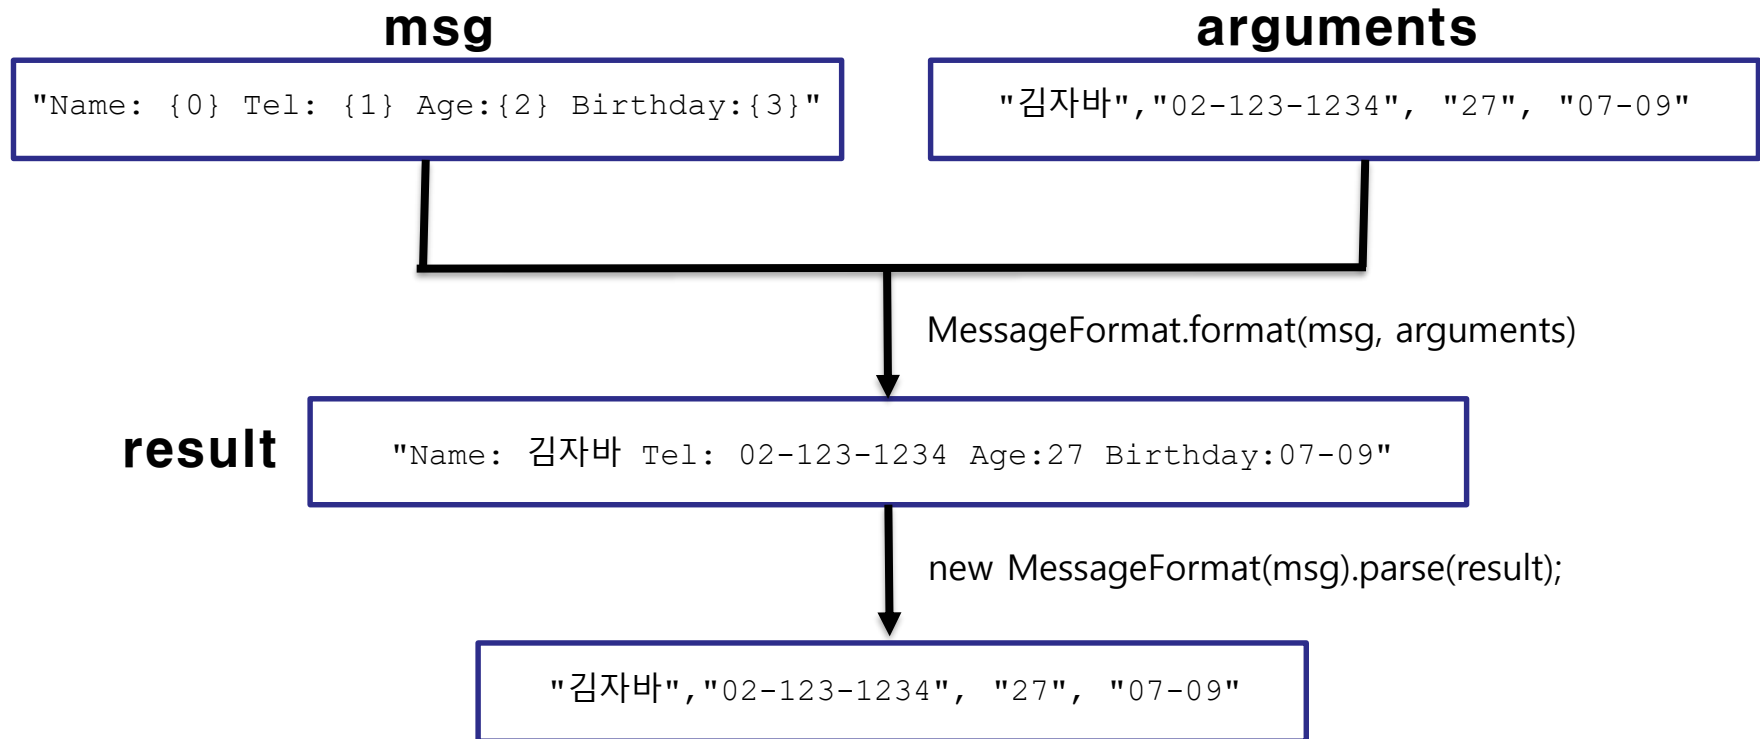 msg
arguments
"Name: {0} Tel: {1} Age:{2} Birthday:{3}"
"김자바","02-123-1234", "27", "07-09"
MessageFormat.format(msg, arguments)
result
"Name: 김자바 Tel: 02-123-1234 Age:27 Birthday:07-09"
new MessageFormat(msg).parse(result);
"김자바","02-123-1234", "27", "07-09"